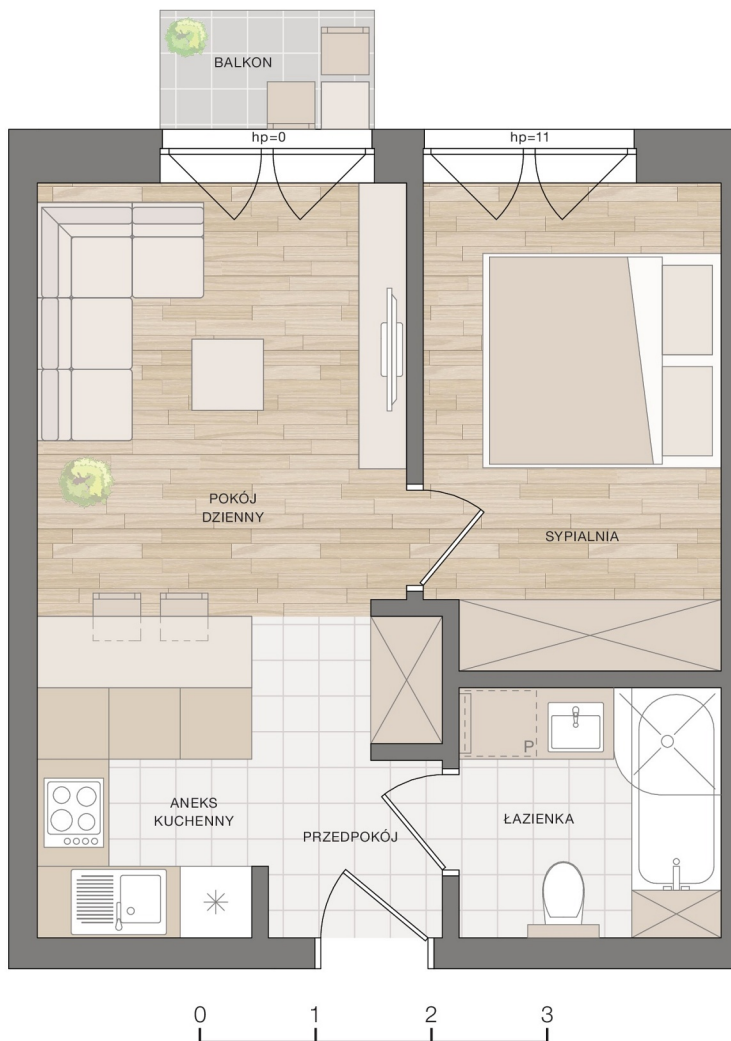 BALKON
hp=0
hp=11
POKÓJ
DZIENNY
SYPIALNIA
P
ANEKS
KUCHENNY
ŁAZIENKA
PRZEDPOKÓJ
0 1 2 3